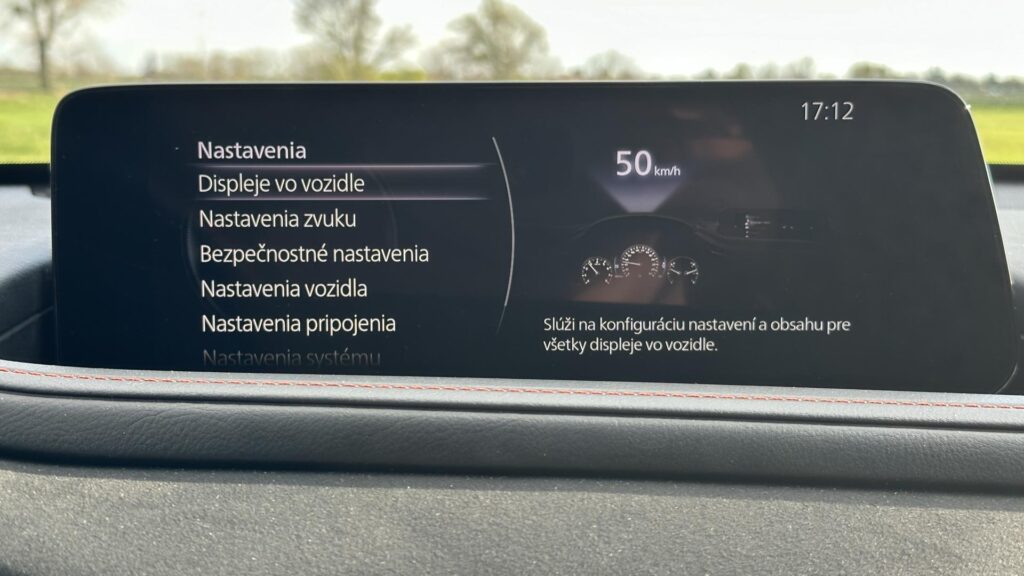 17:12
Nastavenia
Displeje vo vozidle
Nastavenia zvuku
Bezpečnostné nastavenia
Nastavenia vozidla
Nastavenia pripojenia
Nastavenia systému
50 km/h
Slúži na konfiguráciu nastavení a obsahu pre
všetky displeje vo vozidle.